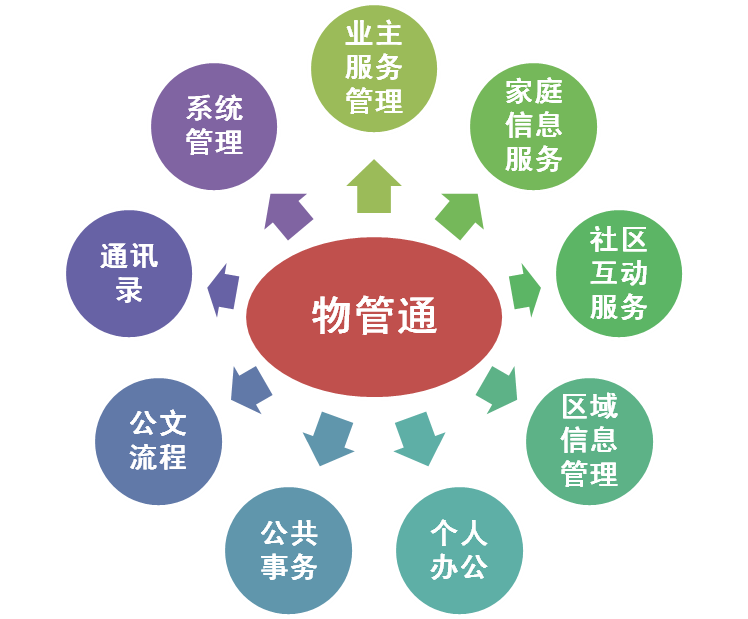 业主
服务
管理
家庭
信息
服务
社区
互动
服务
区域
信息
管理
个人
办公
公共
事务
公文
流程
通讯
录
系统
管理
物管通